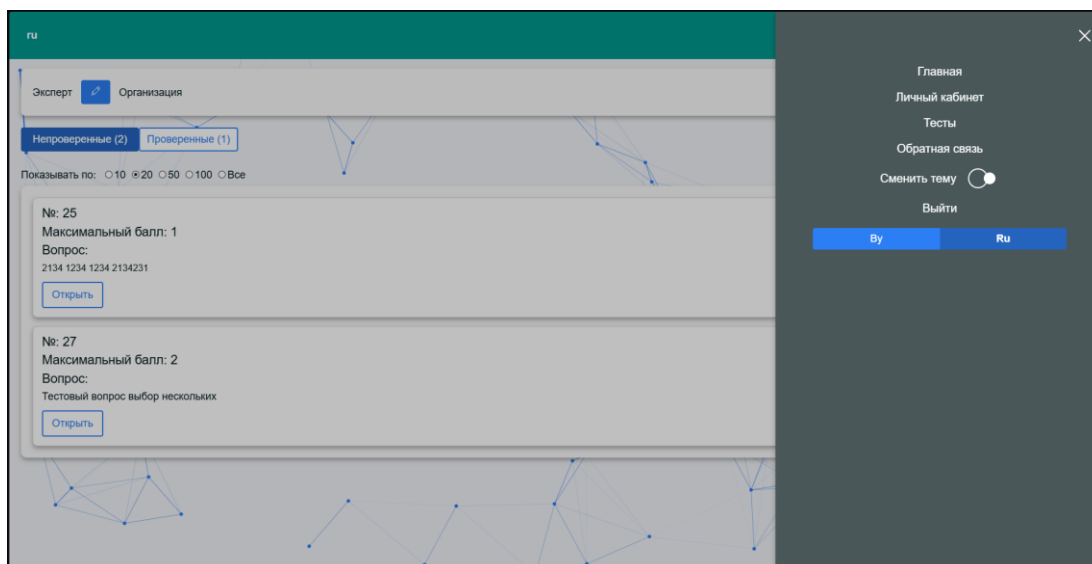 ru
Эксперт Организация
Непроверенные (2) Проверенные (1)
Показывать по: 10 20 50 100 Все
№: 25
Максимальный балл: 1
Вопрос:
2134 1234 1234 2134231
Открыть
№: 27
Максимальный балл: 2
Вопрос:
Тестовый вопрос выбор нескольких
Открыть
Главная
Личный кабинет
Тесты
Обратная связь
Сменить тему
Выйти
By Ru